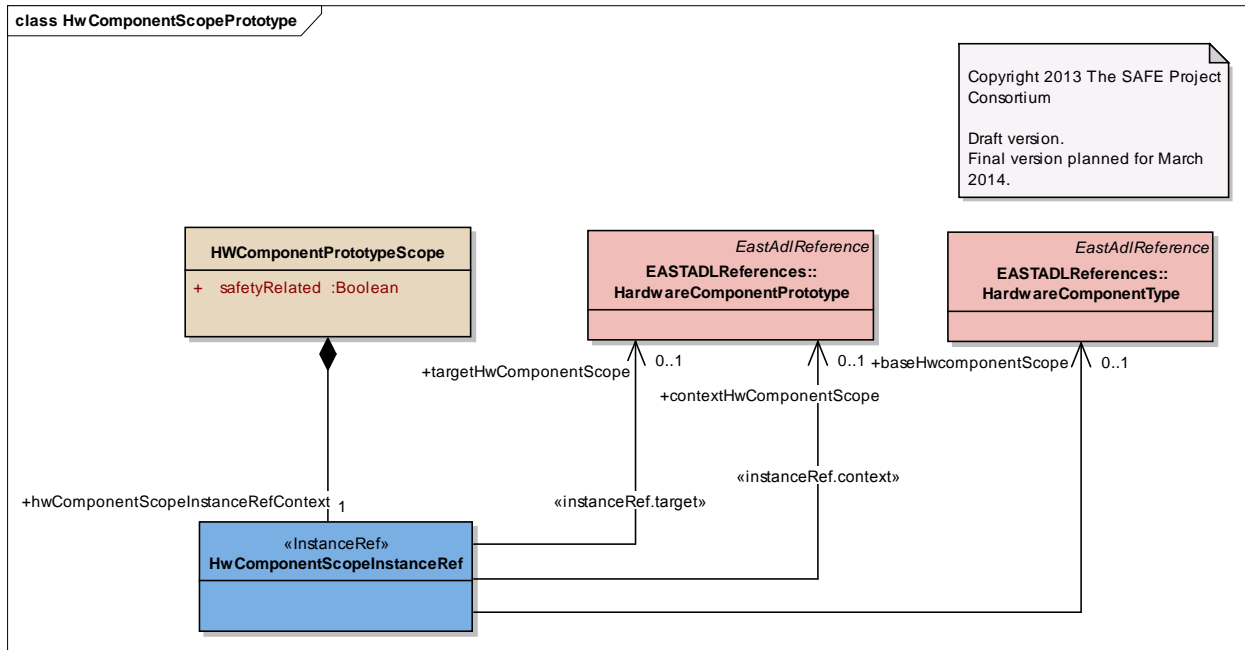 class HwComponentScopePrototype
Copyright 2013 The SAFE Project
Consortium
Draft version.
Final version planned for March
2014.
HWComponentPrototypeScope
+ safetyRelated :Boolean
EastAdlReference
EASTADLReferences::
HardwareComponentPrototype
EastAdlReference
EASTADLReferences::
HardwareComponentType
+targetHwComponentScope
0..1
+contextHwComponentScope
0..1
+baseHwcomponentScope
0..1
«instanceRef.context»
«instanceRef.target»
+hwComponentScopeInstanceRefContext
1
«InstanceRef»
HwComponentScopeInstanceRef